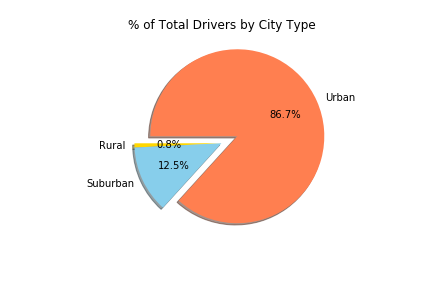 % of Total Drivers by City Type
Urban
86.7%
Rural
0.8%
12.5%
Suburban